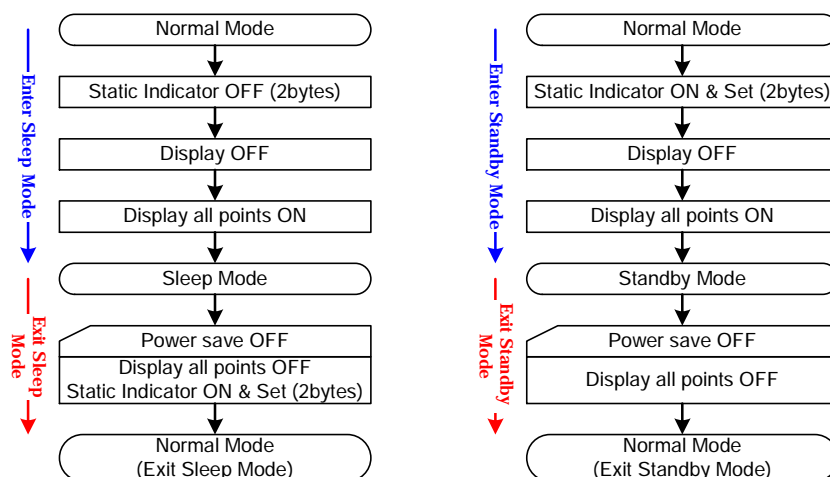 Normal Mode
Static Indicator OFF (2bytes)
Display OFF
Display all points ON
Sleep Mode
Power save OFF
Display all points OFF
Static Indicator ON & Set (2bytes)
Normal Mode
(Exit Sleep Mode)
Enter Sleep Mode
Exit Sleep
Mode
Normal Mode
Static Indicator ON & Set (2bytes)
Display OFF
Display all points ON
Standby Mode
Power save OFF
Display all points OFF
Normal Mode
(Exit Standby Mode)
Enter Standby Mode
Exit Standby
Mode